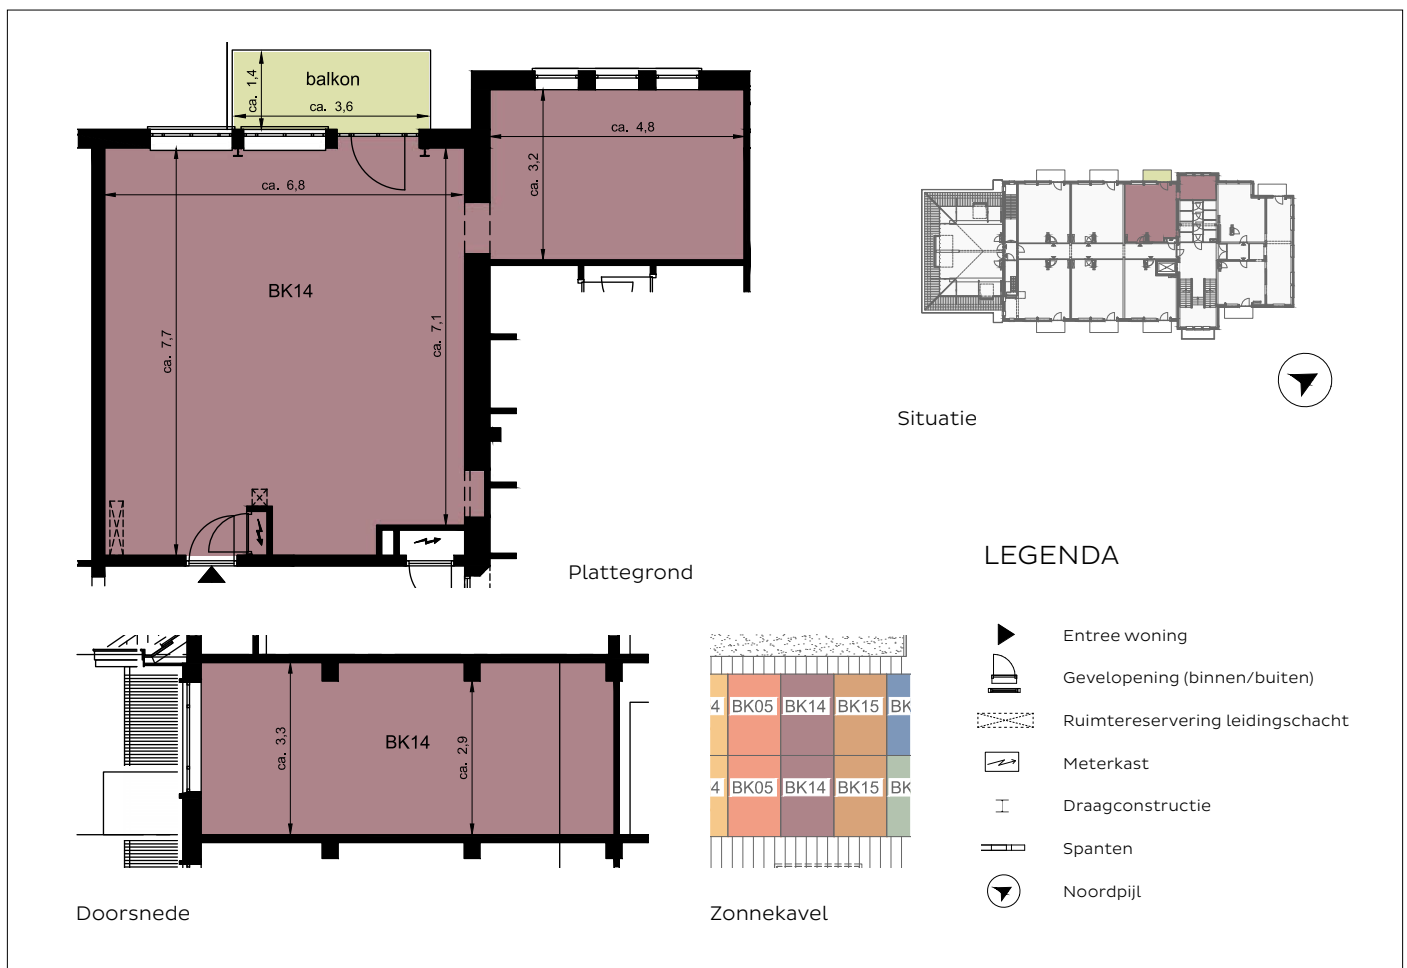 balkon
ca. 1,4
ca. 3,6
ca. 4,8
ca. 3,2
ca. 6,8
BK14
ca. 7,7
ca. 7,1
Plattegrond
Situatie
LEGENDA
Entree woning
Gevelopening (binnen/buiten)
Ruimtereservering leidingschacht
Meterkast
Draagconstructie
Spanten
Noordpijl
ca. 3,3
BK14
ca. 2,9
Doorsnede
4 BK05 BK14 BK15 BK
4 BK05 BK14 BK15 BK
Zonnekavel